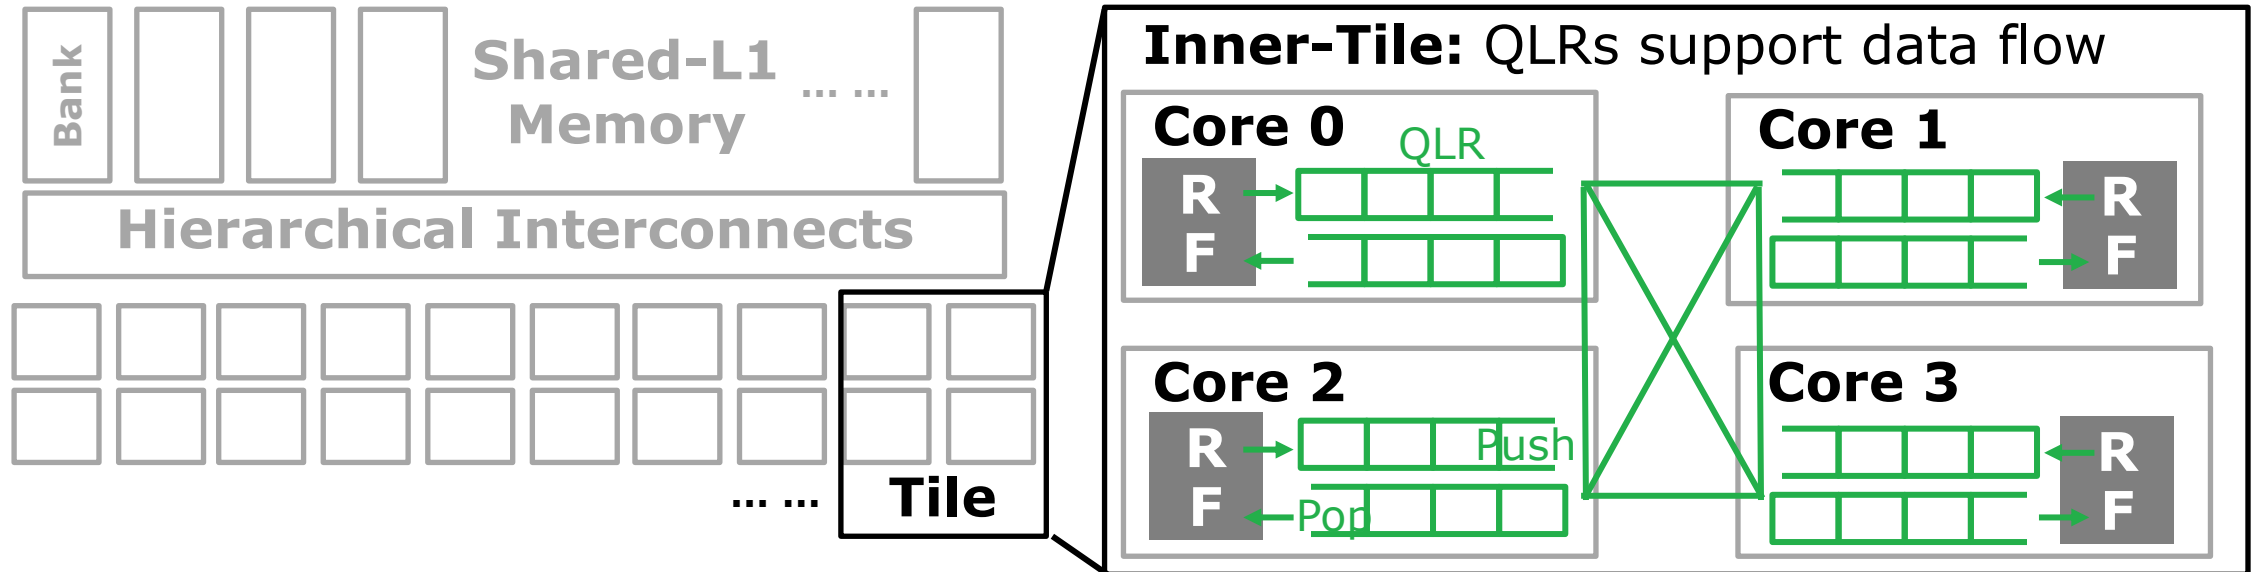 Bank
Shared-L1
Memory
... ...
Hierarchical Interconnects
... ...
Tile
Inner-Tile: QLRs support data flow
Core 0
QLR
R
F
Core 1
R
F
Core 2
R
F
Push
Pop
Core 3
R
F